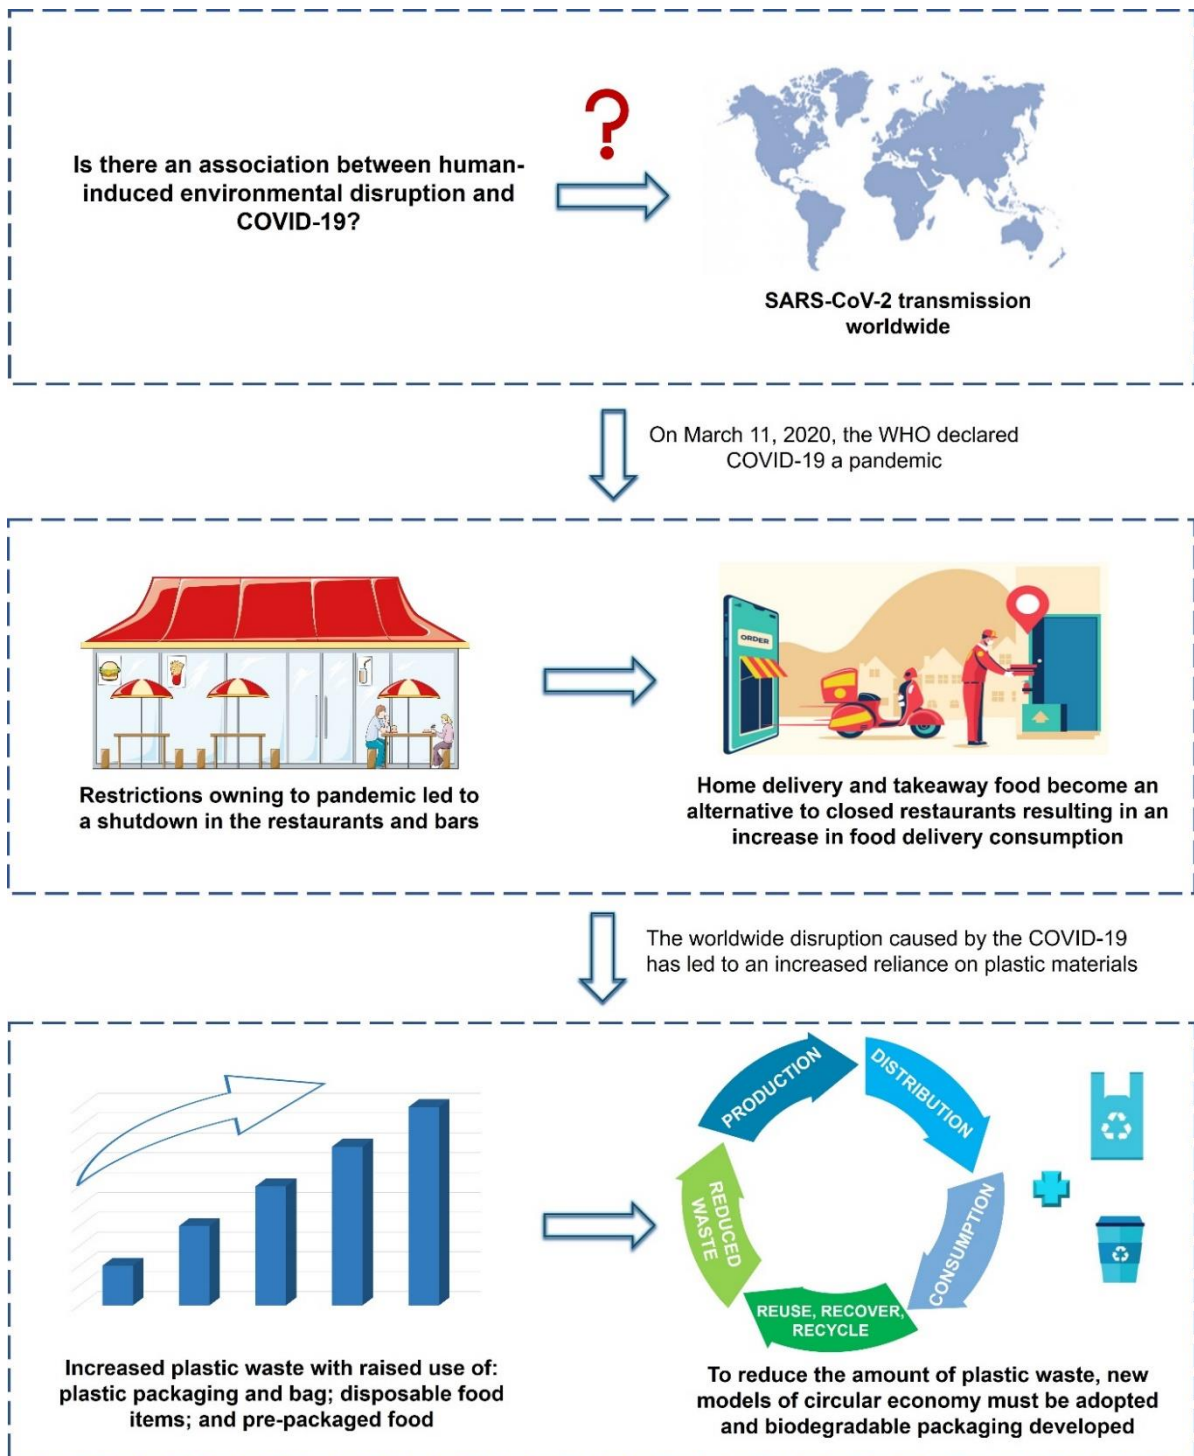 ?
Is there an association between human-
induced environmental disruption and
COVID-19?
SARS-CoV-2 transmission
worldwide
On March 11, 2020, the WHO declared
COVID-19 a pandemic
ORDER
Restrictions owning to pandemic led to
a shutdown in the restaurants and bars
Home delivery and takeaway food become an
alternative to closed restaurants resulting in an
increase in food delivery consumption
The worldwide disruption caused by the COVID-19
has led to an increased reliance on plastic materials
PRODUCTION
DISTRIBUTION
CONSUMPTION
REUSE, RECOVER,
RECYCLE
REDUCED
WASTE
Increased plastic waste with raised use of:
plastic packaging and bag; disposable food
items; and pre-packaged food
To reduce the amount of plastic waste, new
models of circular economy must be adopted
and biodegradable packaging developed